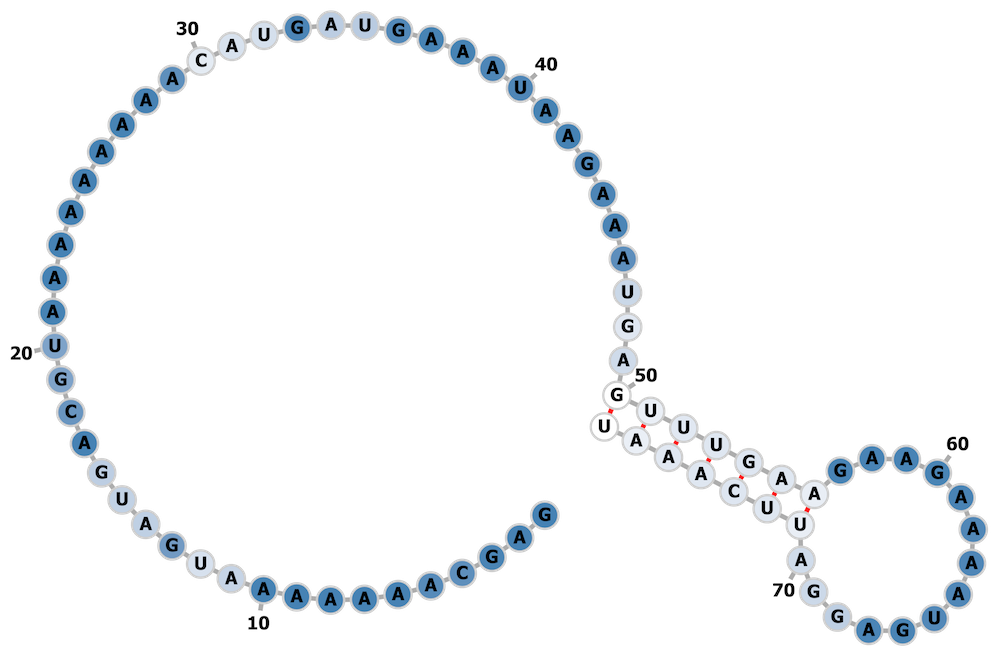 G A G C A A A A A A
10
A U G A U G A C G U
20
A A A A A A A A A C
30
A U G A U G A A A U
40
A A G A A A U G A G
50
U U U G A A G A A G
60
A A A A U G A G G A
70
U U C A A A U